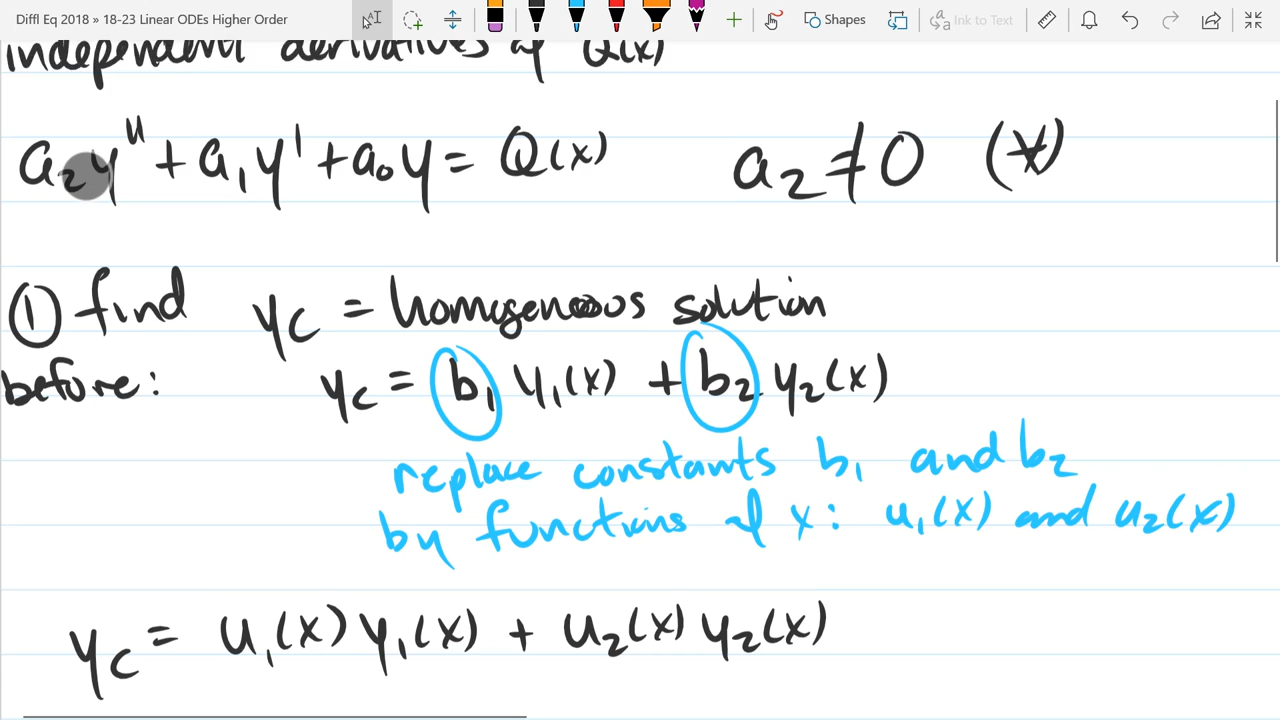 Diffl Eq 2018 » 18-23 Linear ODEs Higher Order
Shapes
Ink to Text
independent derivatives of Q(x)
a₂y" + a₁y' + a₀y = Q(x) a₂ ≠ 0 (*)
① find y_c = homogeneous solution
before: y_c = b₁ y₁(x) + b₂ y₂(x)
replace constants b₁ and b₂
by functions of x: u₁(x) and u₂(x)
y_c = u₁(x) y₁(x) + u₂(x) y₂(x)